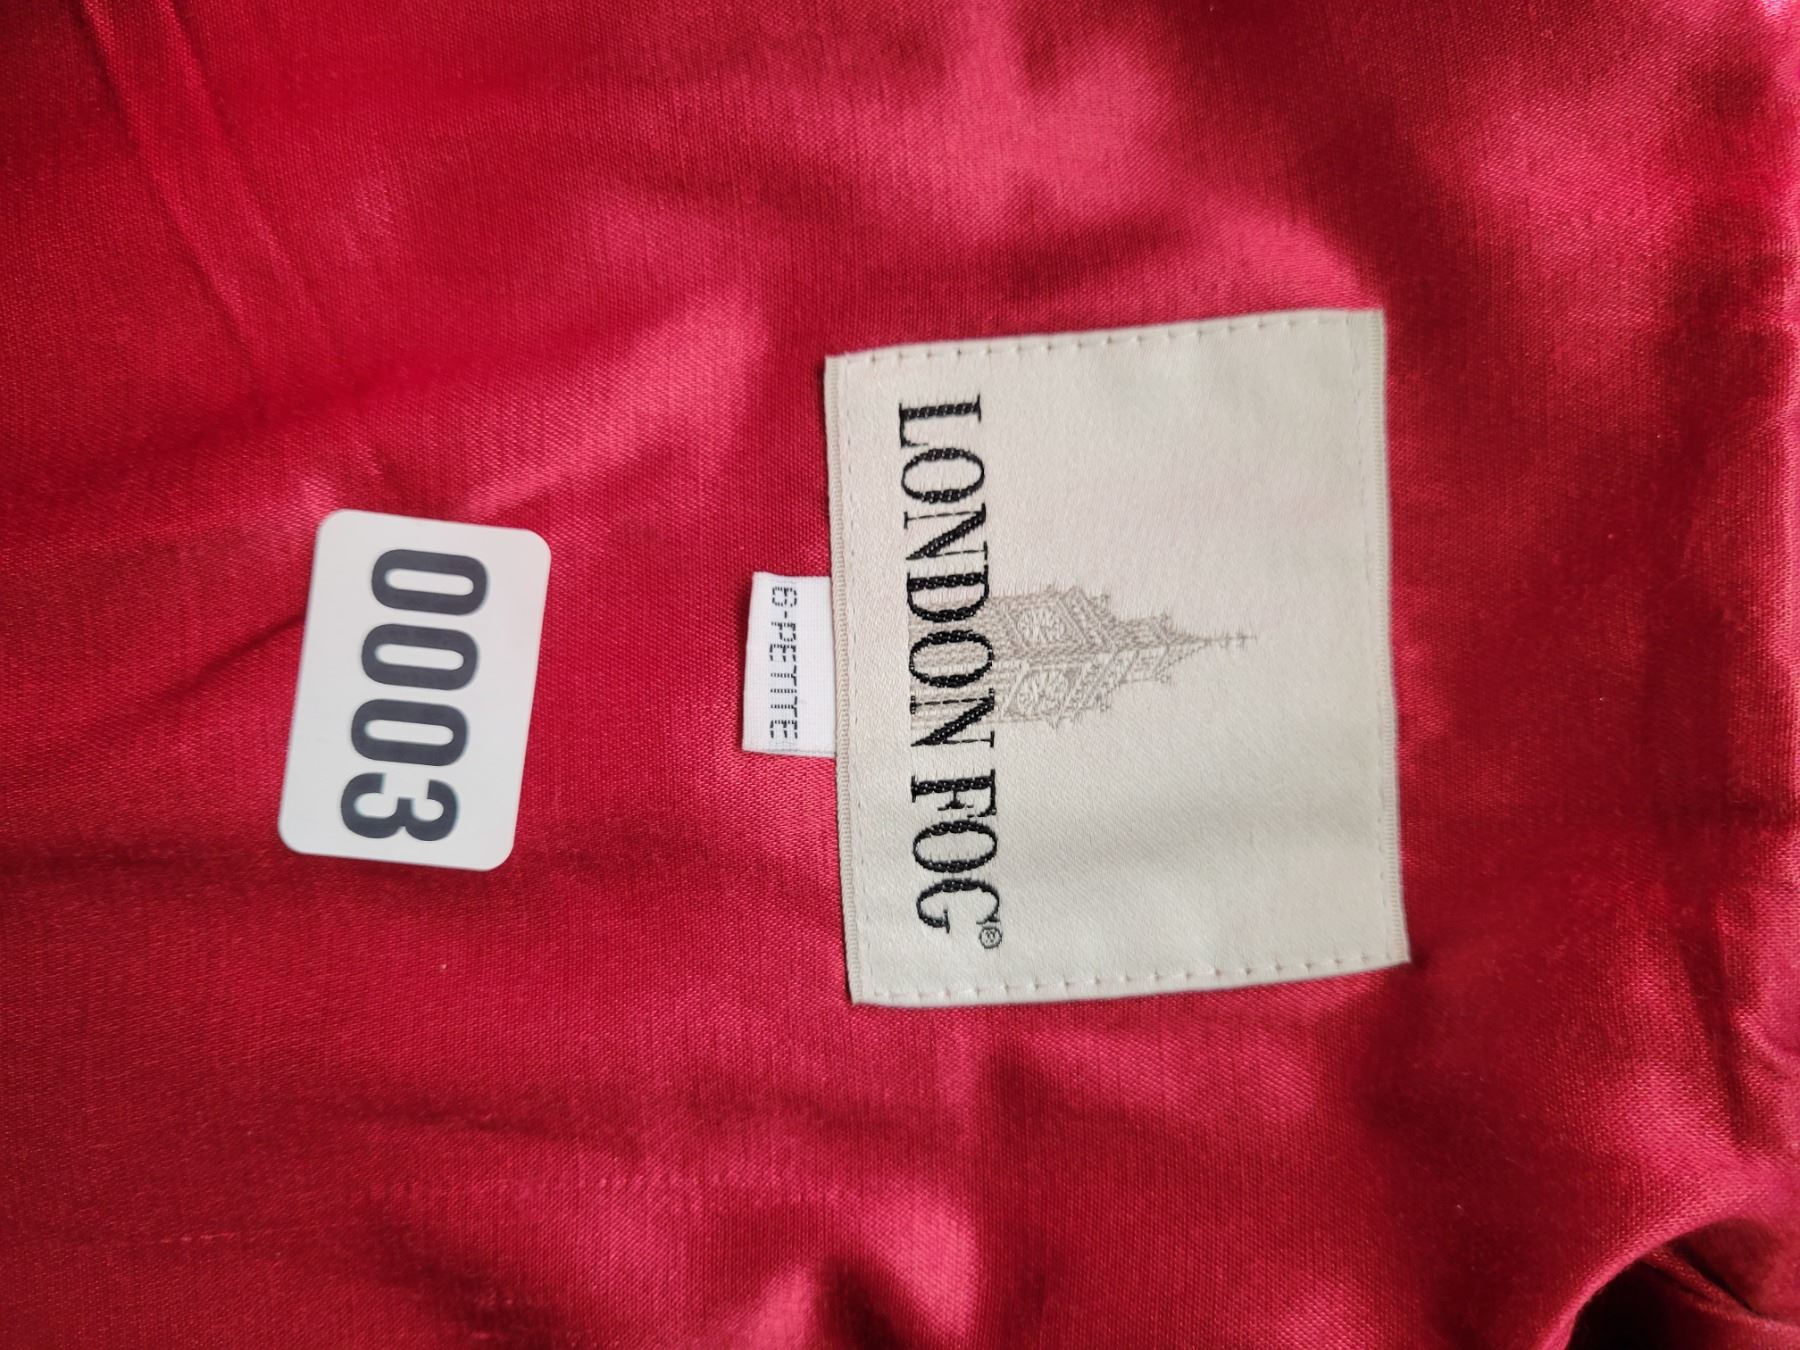 LONDON FOG®
6-PETITE
0003